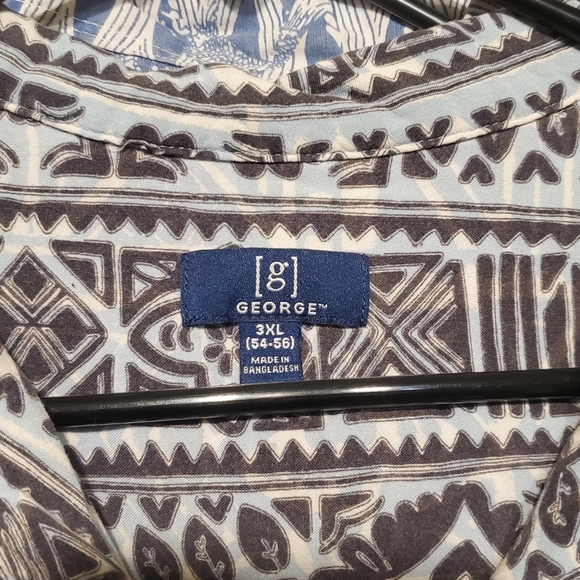 [g]
GEORGE™
3XL
(54-56)
MADE IN
BANGLADESH